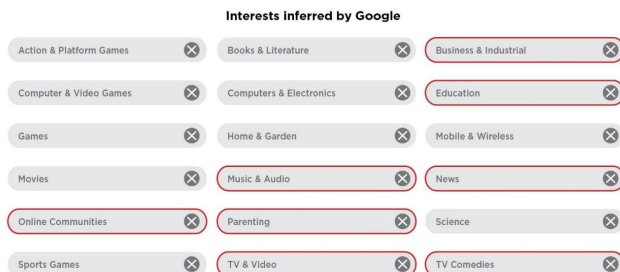 Interests inferred by Google
Action & Platform Games
Books & Literature
Business & Industrial
Computer & Video Games
Computers & Electronics
Education
Games
Home & Garden
Mobile & Wireless
Movies
Music & Audio
News
Online Communities
Parenting
Science
Sports Games
TV & Video
TV Comedies